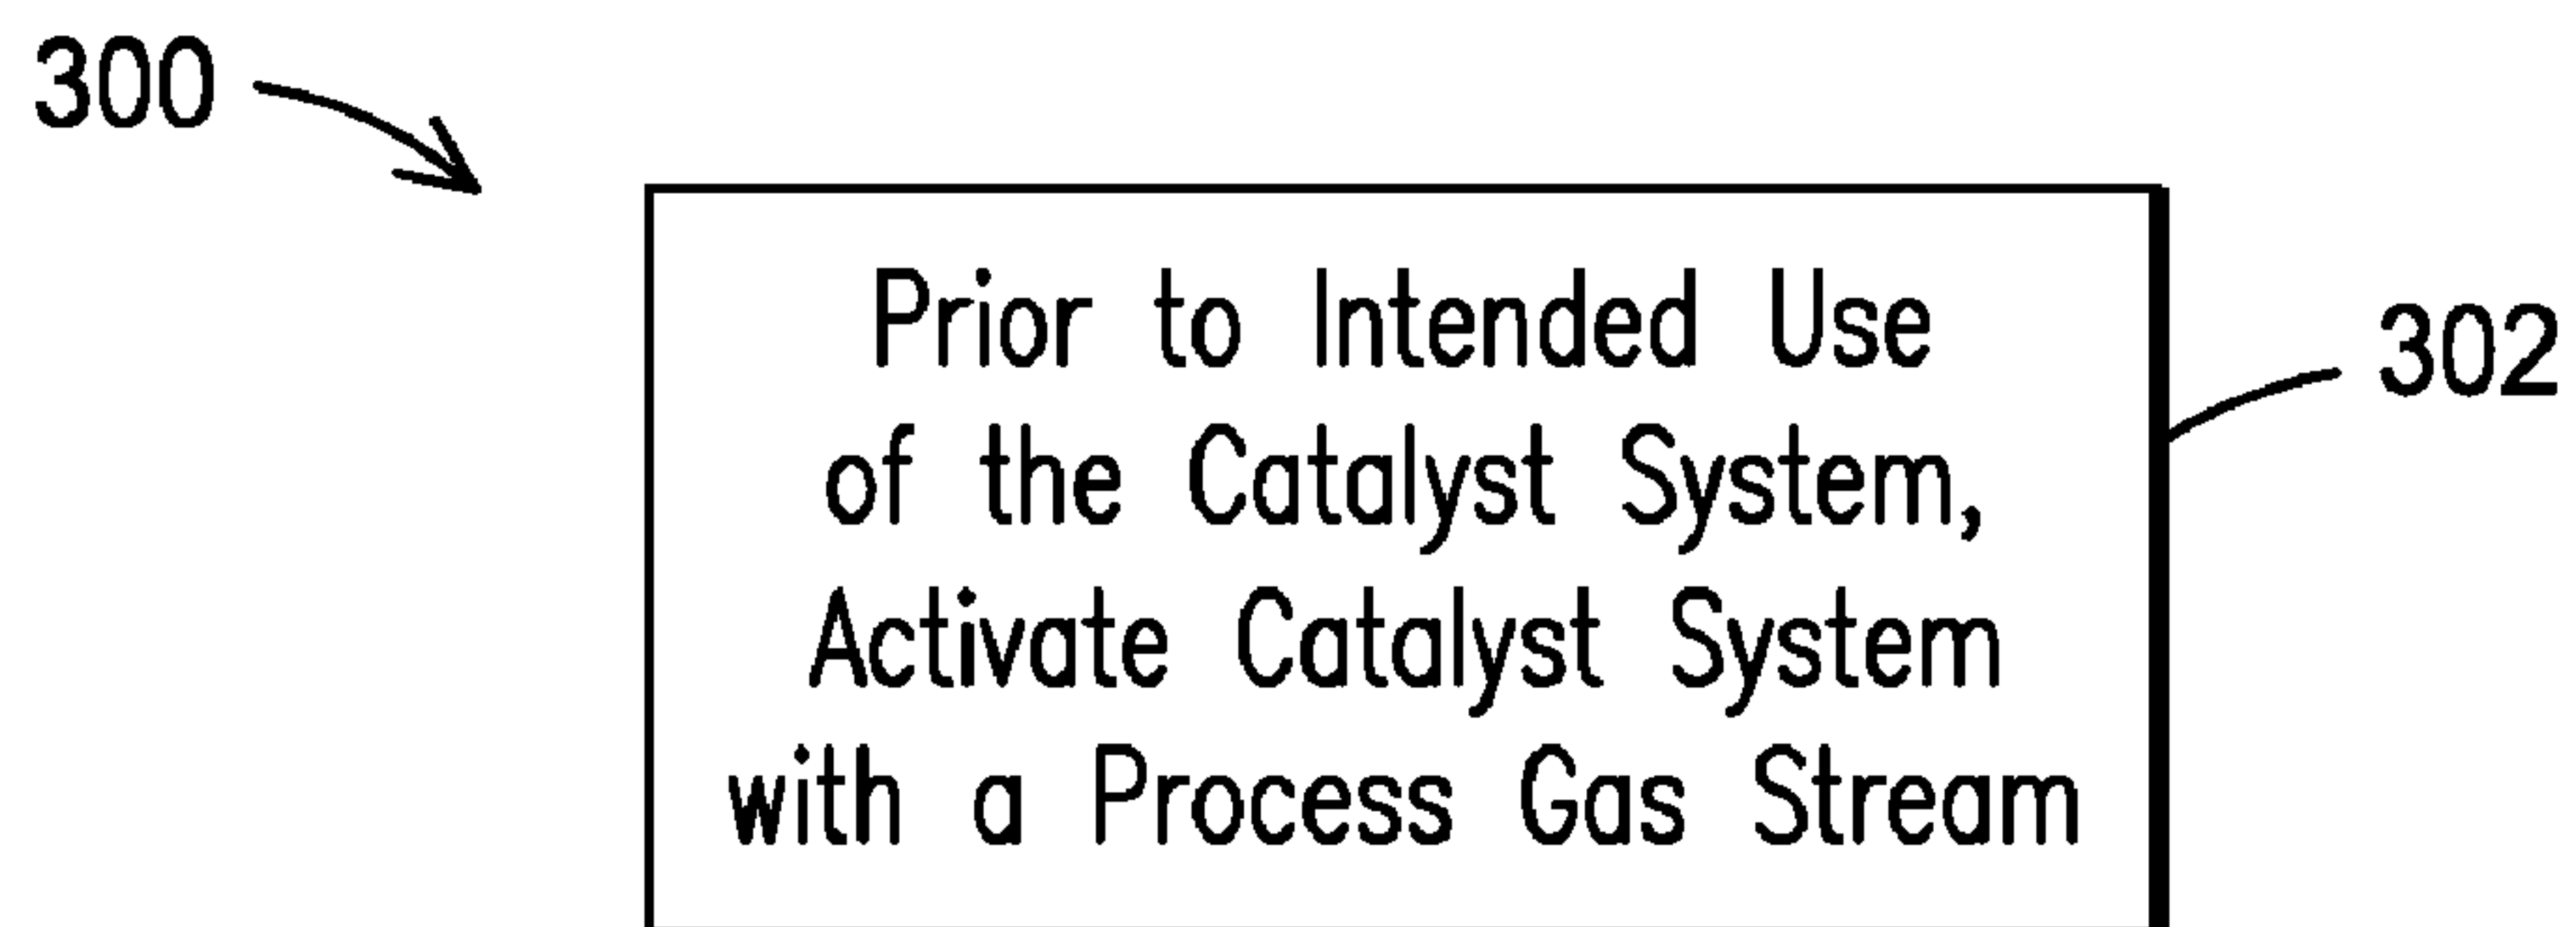 300
Prior to Intended Use
302
of the Catalyst System,
Activate Catalyst System
with a Process Gas Stream